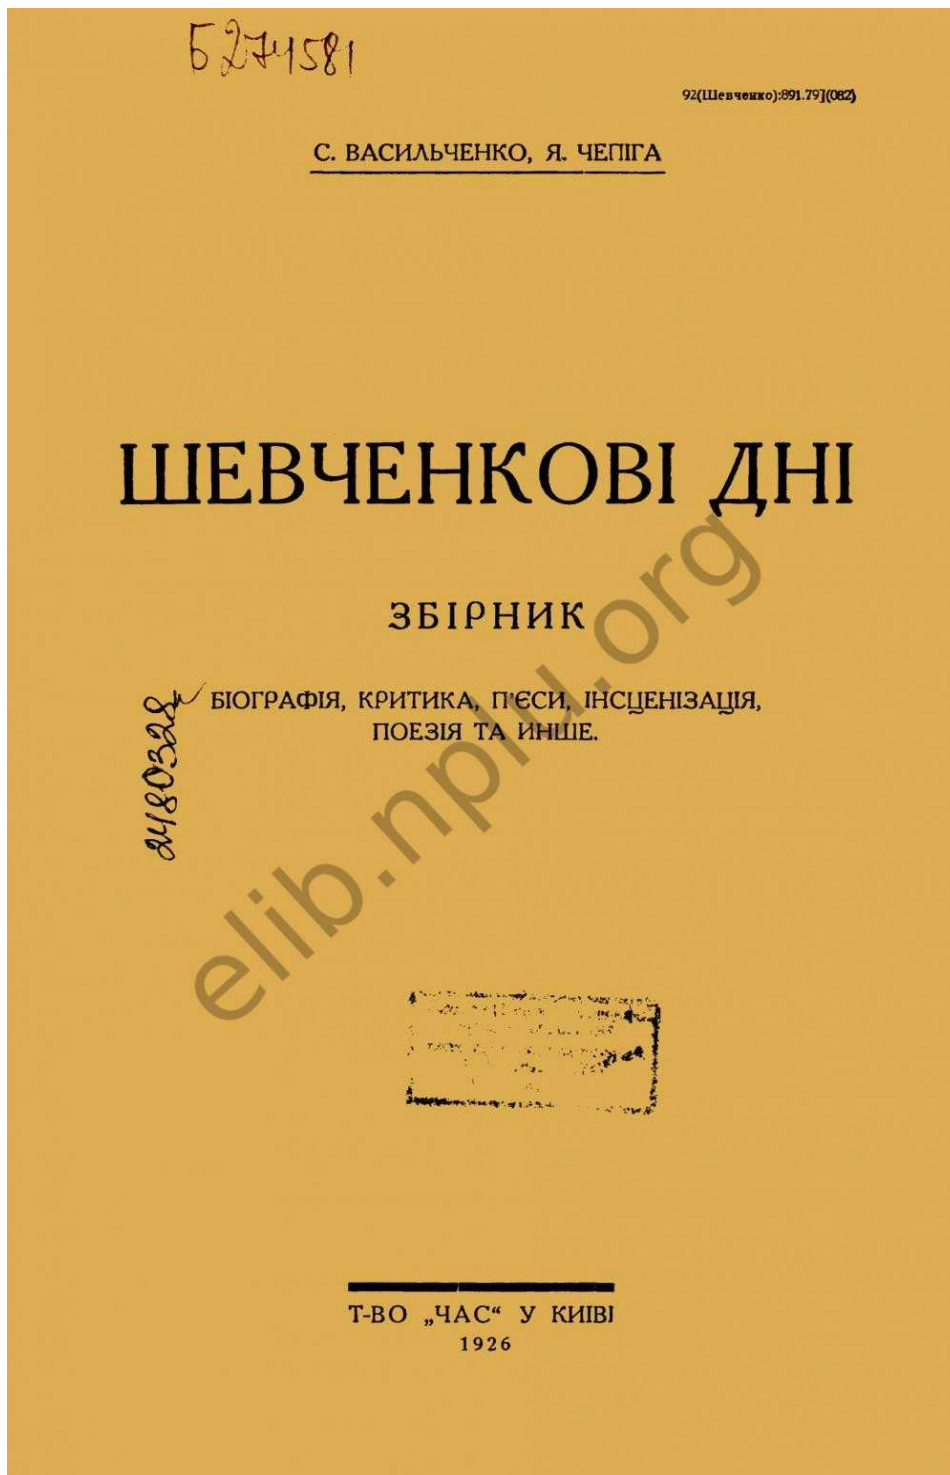 Б274581
92(Шевченко):891.79](082)
С. ВАСИЛЬЧЕНКО, Я. ЧЕПІГА
ШЕВЧЕНКОВІ ДНІ
ЗБІРНИК
БІОГРАФІЯ, КРИТИКА, П'ЄСИ, ІНСЦЕНІЗАЦІЯ,
ПОЕЗІЯ ТА ИНШЕ.
2480328
elib.nplu.org
Т-ВО „ЧАС“ У КИІВІ
1926